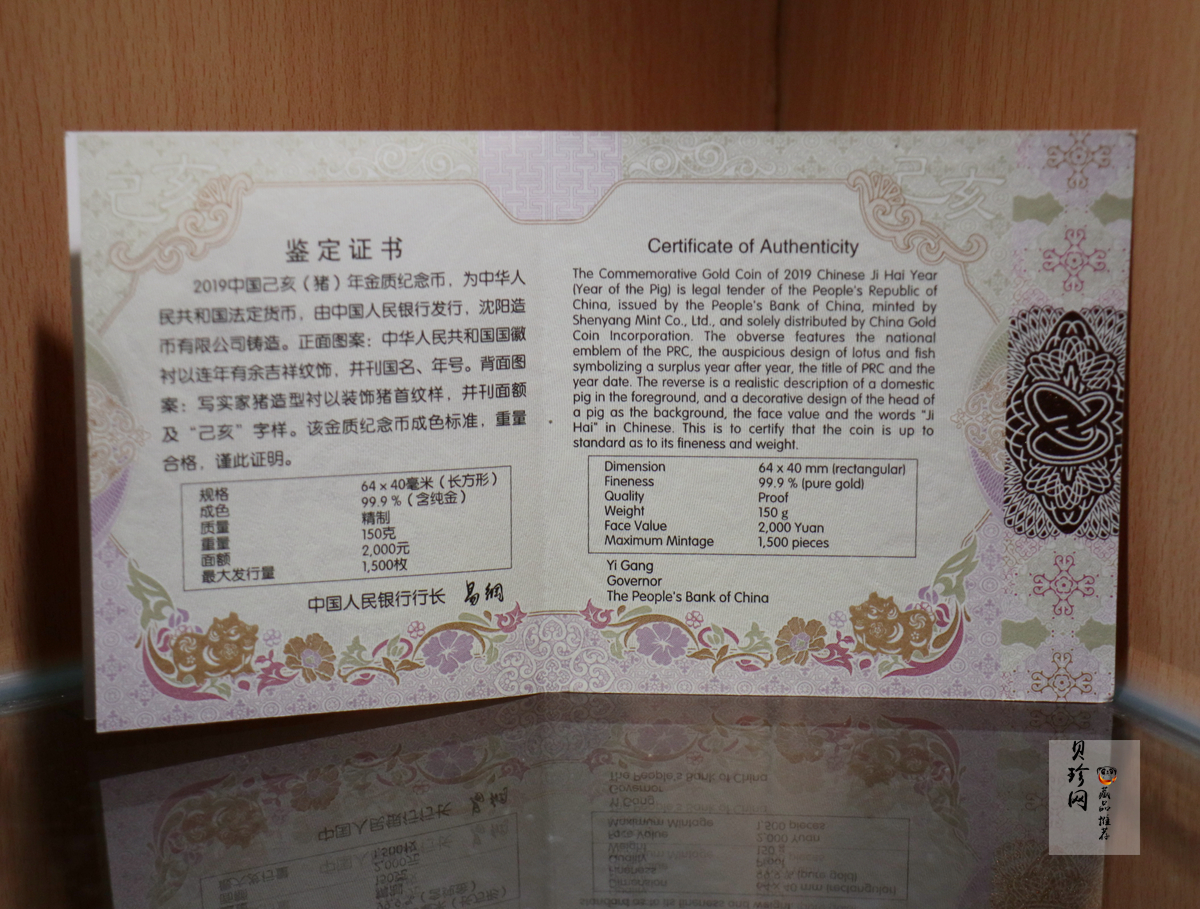 己亥
己亥
鉴定证书
2019中国己亥（猪）年金质纪念币，为中华人
民共和国法定货币，由中国人民银行发行，沈阳造
币有限公司铸造。正面图案：中华人民共和国国徽
衬以连年有余吉祥纹饰，并刊国名、年号。背面图
案：写实家猪造型衬以装饰猪首纹样，并刊面额
及“己亥”字样。该金质纪念币成色标准，重量
合格，谨此证明。
规格 64×40毫米（长方形）
成色 99.9％（含纯金）
质量 精制
重量 150克
面额 2,000元
最大发行量 1,500枚
中国人民银行行长 易纲
Certificate of Authenticity
The Commemorative Gold Coin of 2019 Chinese Ji Hai Year
(Year of the Pig) is legal tender of the People's Republic of
China, issued by the People's Bank of China, minted by
Shenyang Mint Co., Ltd., and solely distributed by China Gold
Coin Incorporation. The obverse features the national
emblem of the PRC, the auspicious design of lotus and fish
symbolizing a surplus year after year, the title of PRC and the
year date. The reverse is a realistic description of a domestic
pig in the foreground, and a decorative design of the head of
a pig as the background, the face value and the words "Ji
Hai" in Chinese. This is to certify that the coin is up to
standard as to its fineness and weight.
Dimension 64 x 40 mm (rectangular)
Fineness 99.9 % (pure gold)
Quality Proof
Weight 150 g
Face Value 2,000 Yuan
Maximum Mintage 1,500 pieces
Yi Gang
Governor
The People's Bank of China
贝珍网
藏品推荐